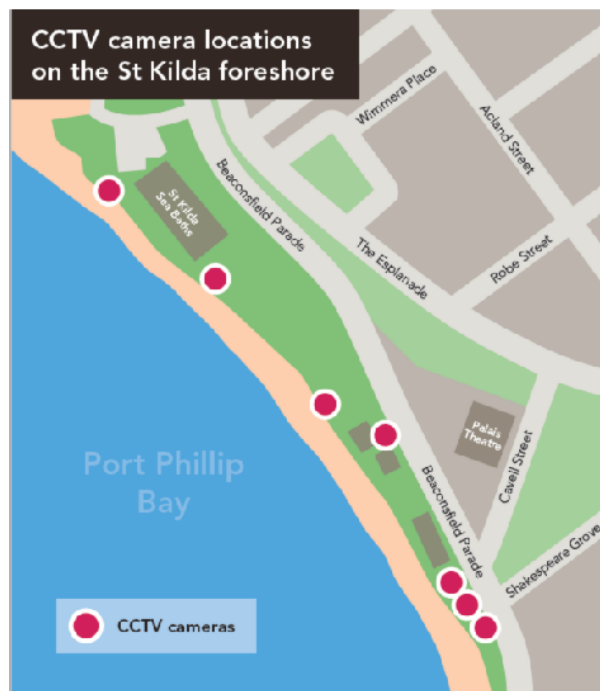 CCTV camera locations
on the St Kilda foreshore
Wimmera Place
Acland Street
St Kilda
Sea Baths
Beaconsfield Parade
The Esplanade
Robe Street
Palais
Theatre
Cavell Street
Port Phillip
Bay
Beaconsfield Parade
Shakespeare Grove
CCTV cameras